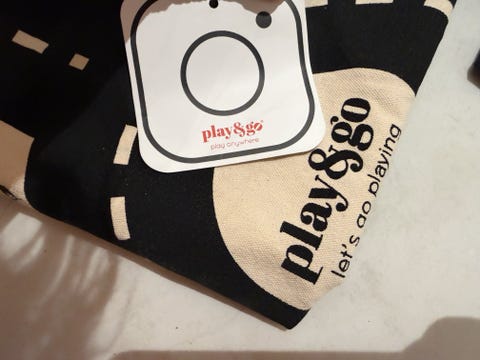 play&go®
play anywhere
play&go
let's go playing